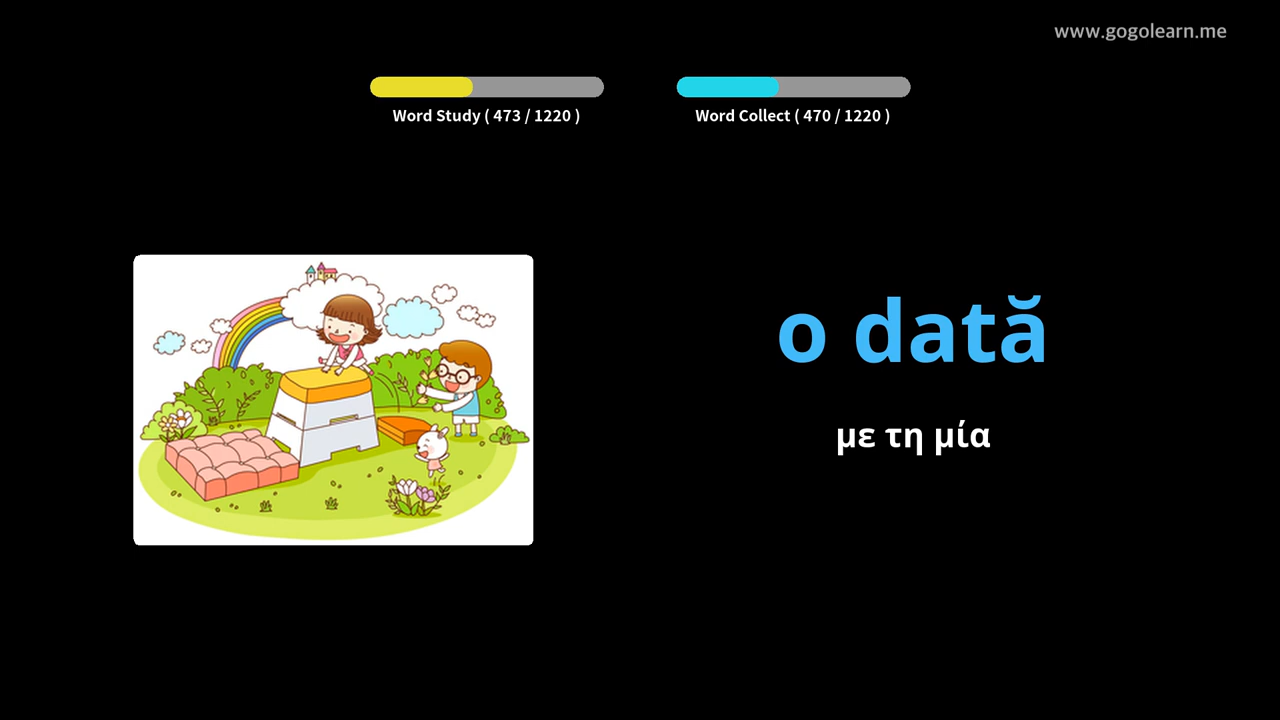 www.gogolearn.me
Word Study ( 473 / 1220 )
Word Collect ( 470 / 1220 )
o dată
με τη μία